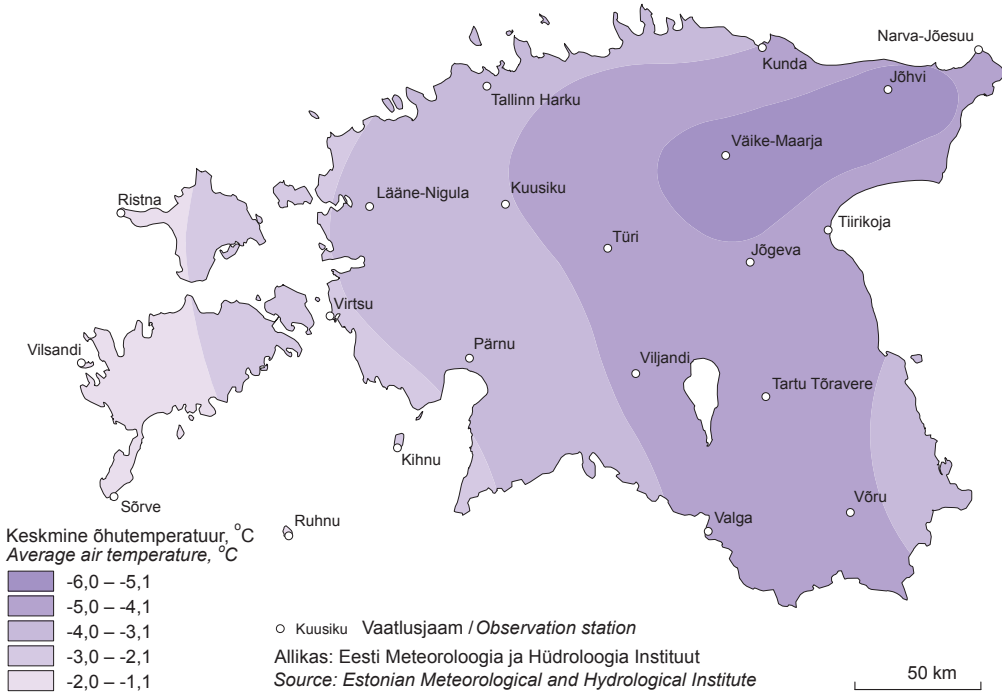 Narva-Jõesuu
Kunda
Jõhvi
Tallinn Harku
Väike-Maarja
Ristna
Lääne-Nigula
Kuusiku
Tiirikoja
Türi
Jõgeva
Virtsu
Vilsandi
Pärnu
Viljandi
Tartu Tõravere
Kihnu
Sõrve
Võru
Ruhnu
Valga
Keskmine õhutemperatuur, °C
Average air temperature, °C
-6,0 – -5,1
-5,0 – -4,1
-4,0 – -3,1
-3,0 – -2,1
-2,0 – -1,1
Kuusiku Vaatlusjaam / Observation station
Allikas: Eesti Meteoroloogia ja Hüdroloogia Instituut
Source: Estonian Meteorological and Hydrological Institute
50 km